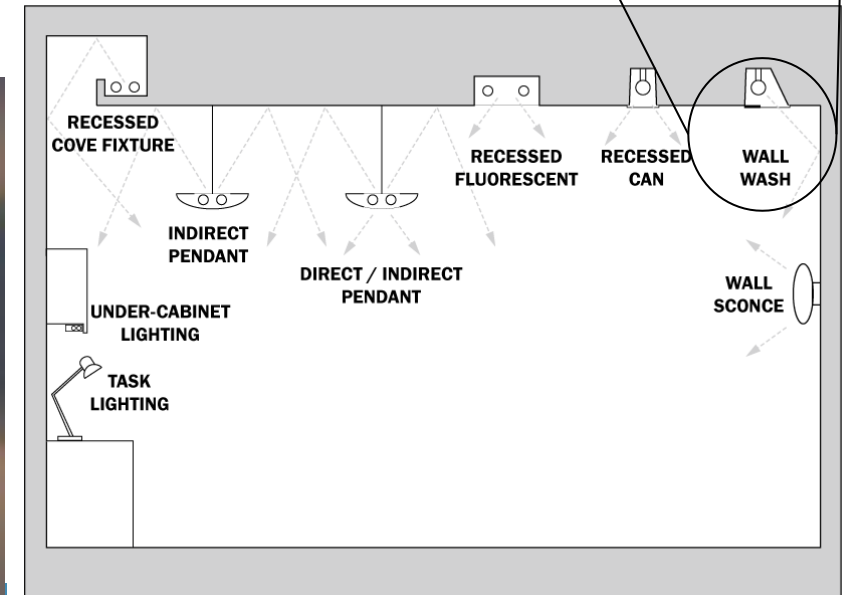 RECESSED
COVE FIXTURE
RECESSED
FLUORESCENT
RECESSED
CAN
WALL
WASH
INDIRECT
PENDANT
DIRECT / INDIRECT
PENDANT
WALL
SCONCE
UNDER-CABINET
LIGHTING
TASK
LIGHTING